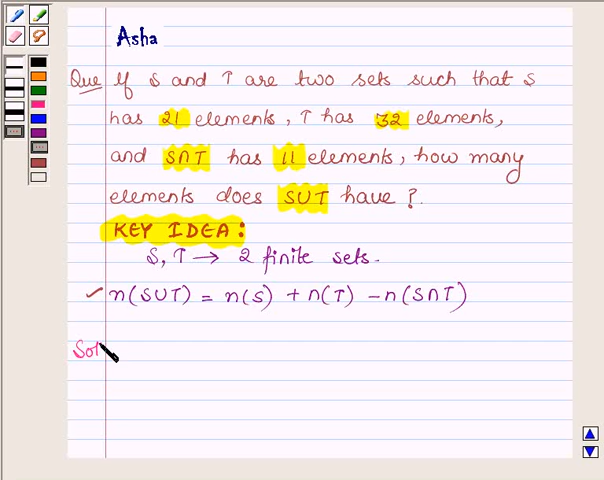 Asha
Que If S and T are two sets such that S
has 21 elements, T has 32 elements,
and S∩T has 11 elements, how many
elements does S∪T have?
KEY IDEA:
S, T → 2 finite sets.
✓ n(S∪T) = n(S) + n(T) - n(S∩T)
Sol